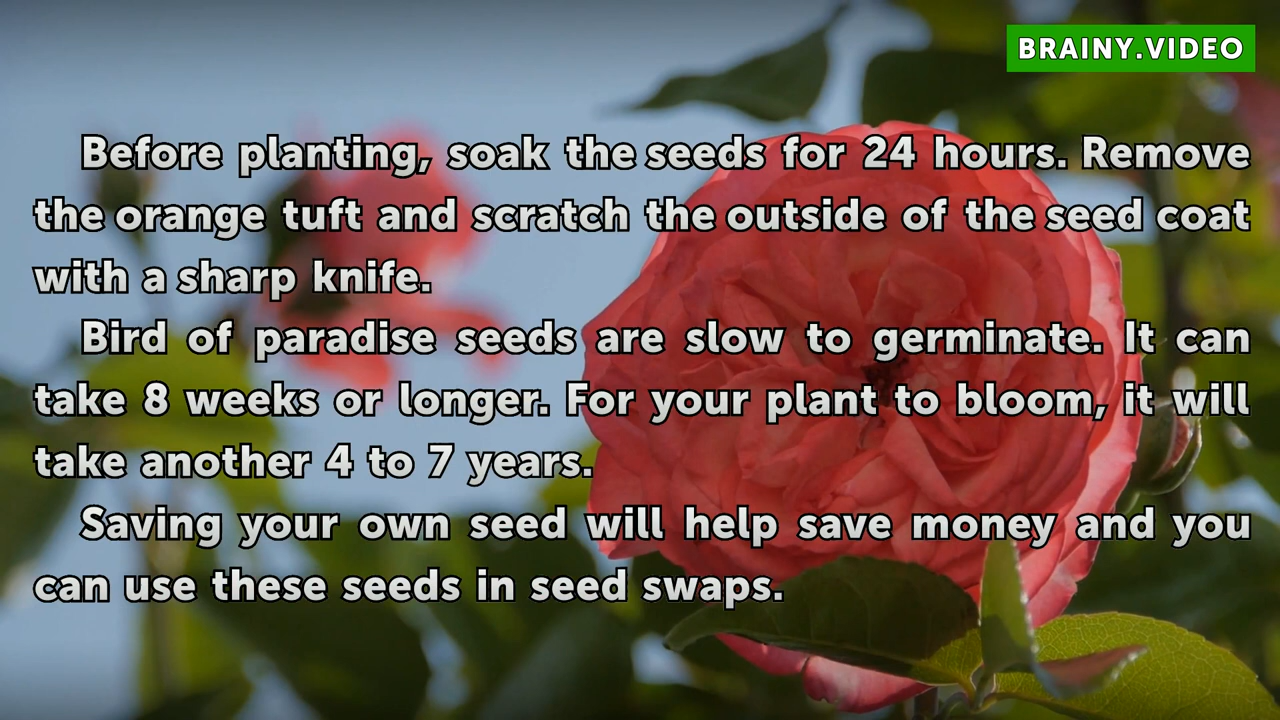 BRAINY.VIDEO
Before planting, soak the seeds for 24 hours. Remove
the orange tuft and scratch the outside of the seed coat
with a sharp knife.
Bird of paradise seeds are slow to germinate. It can
take 8 weeks or longer. For your plant to bloom, it will
take another 4 to 7 years.
Saving your own seed will help save money and you
can use these seeds in seed swaps.